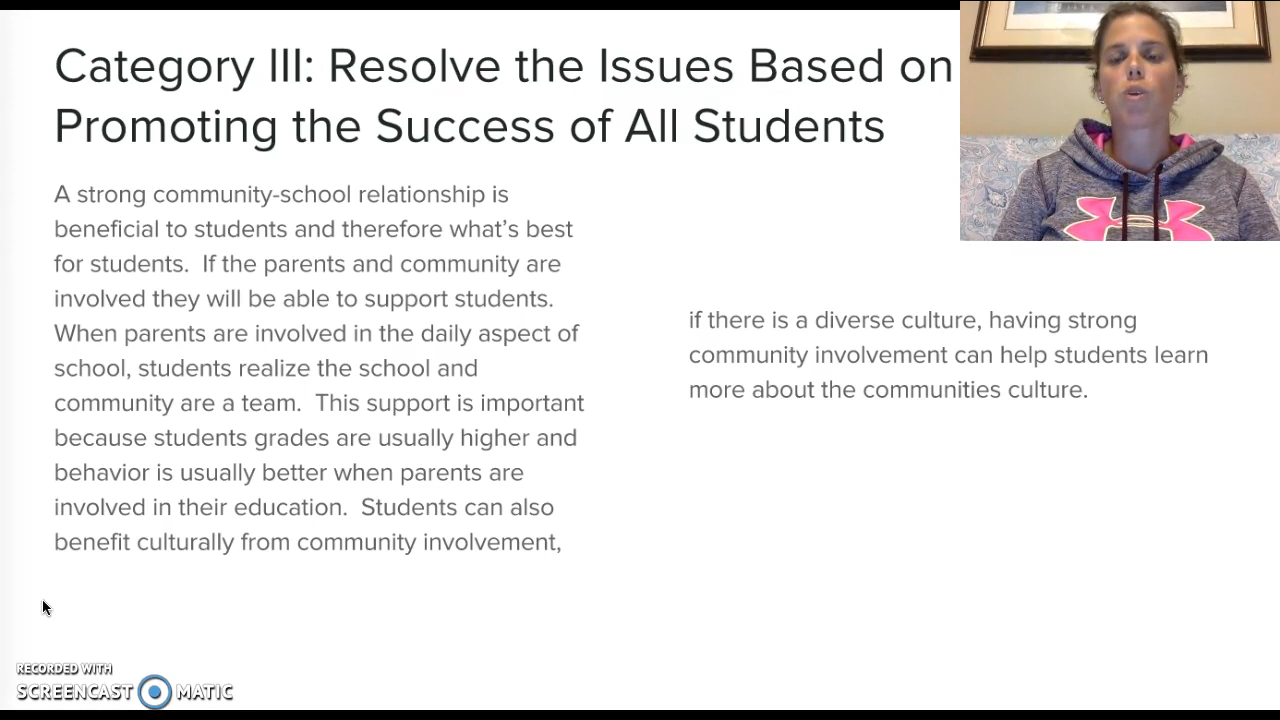 Category III: Resolve the Issues Based on
Promoting the Success of All Students
A strong community-school relationship is
beneficial to students and therefore what’s best
for students.  If the parents and community are
involved they will be able to support students.
When parents are involved in the daily aspect of
school, students realize the school and
community are a team.  This support is important
because students grades are usually higher and
behavior is usually better when parents are
involved in their education.  Students can also
benefit culturally from community involvement,
if there is a diverse culture, having strong
community involvement can help students learn
more about the communities culture.
RECORDED WITH
SCREENCAST MATIC